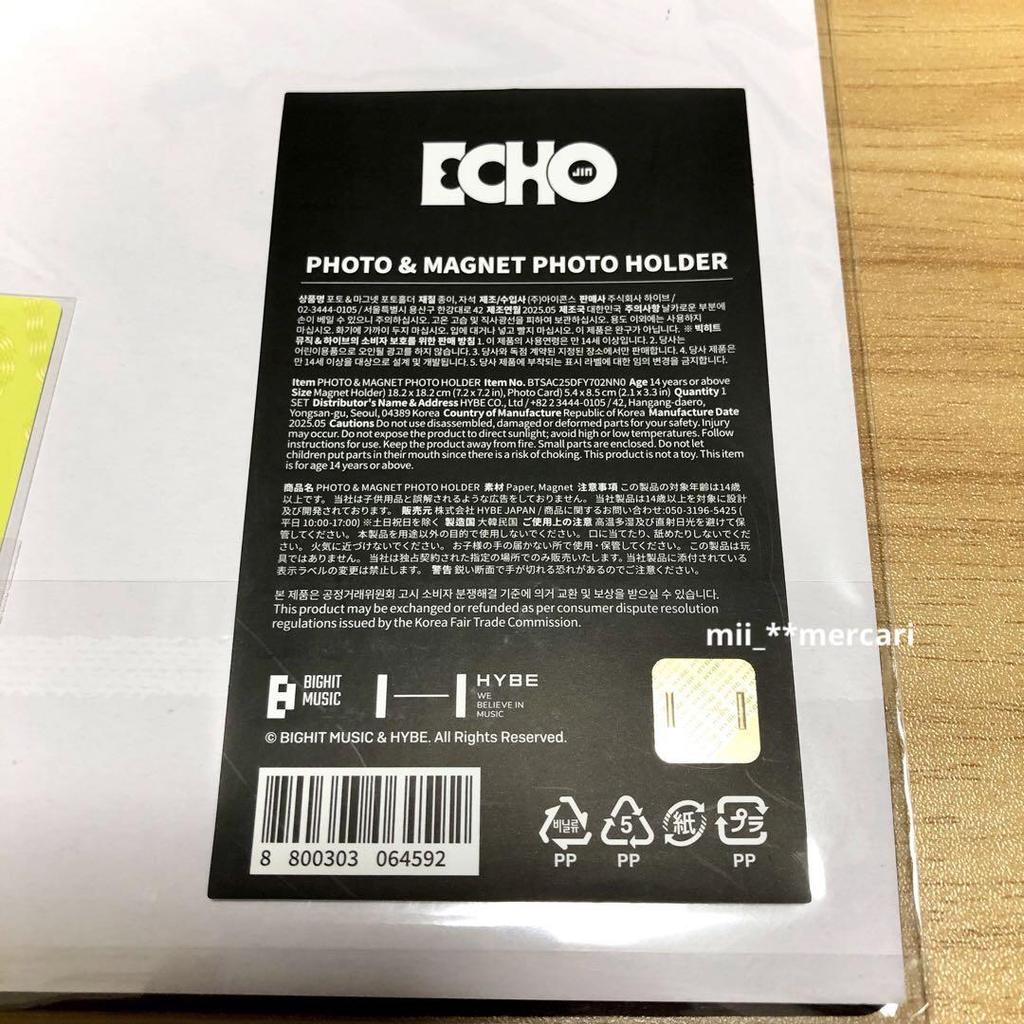 ECHO
JIN
PHOTO & MAGNET PHOTO HOLDER
상품명 포토&마그넷 포토홀더 재질 종이, 자석 제조/수입사 (주)아이콘스 판매사 주식회사 하이브 /
02-3444-0105 / 서울특별시 용산구 한강대로 42 제조연월 2025.05 제조국 대한민국 주의사항 날카로운 부분에
손이 베일 수 있으니 주의하십시오. 고온 고습 및 직사광선을 피하여 보관하십시오. 용도 이외에는 사용하지
마십시오. 화기에 가까이 두지 마십시오. 입에 대거나 넣고 빨지 마십시오. 이 제품은 완구가 아닙니다. ※ 빅히트
뮤직 & 하이브의 소비자 보호를 위한 판매 방침 1. 이 제품의 사용연령은 만 14세 이상입니다. 2. 당사는
어린이용품으로 오인될 광고를 하지 않습니다. 3. 당사와 독점 계약된 지정된 장소에서만 판매합니다. 4. 당사 제품은
만 14세 이상을 대상으로 설계 및 개발됩니다. 5. 당사 제품에 부착되는 표시 라벨에 대한 임의 변경을 금지합니다.
Item PHOTO & MAGNET PHOTO HOLDER Item No. BTSAC25DFY702NN0 Age 14 years or above
Size Magnet Holder) 18.2 x 18.2 cm (7.2 x 7.2 in), Photo Card) 5.4 x 8.5 cm (2.1 x 3.3 in) Quantity 1
SET Distributor's Name & Address HYBE CO., Ltd / +82 2 3444-0105 / 42, Hangang-daero,
Yongsan-gu, Seoul, 04389 Korea Country of Manufacture Republic of Korea Manufacture Date
2025.05 Cautions Do not use disassembled, damaged or deformed parts for your safety. Injury
may occur. Do not expose the product to direct sunlight; avoid high or low temperatures. Follow
instructions for use. Keep the product away from fire. Small parts are enclosed. Do not let
children put parts in their mouth since there is a risk of choking. This product is not a toy. This item
is for age 14 years or above.
商品名 PHOTO & MAGNET PHOTO HOLDER 素材 Paper, Magnet 注意事項 この製品の対象年齢は14歳
以上です。 当社は子供用品と誤解されるような広告をしておりません。 当社製品は14歳以上を対象に設計
及び開発されています。 販売元 株式会社 HYBE JAPAN / 商品に関するお問い合わせ:050-3196-5425 (
平日 10:00-17:00) ※土日祝日を除く 製造国 大韓民国 ご使用上の注意 高温多湿及び直射日光を避けて保
管してください。 本製品を用途以外の目的で使用しないでください。 口に当てたり、舐めたりしないでくだ
さい。 火気に近づけないでください。 お子様の手の届かない所で使用・保管してください。 この製品は玩
具ではありません。 当社は独占契約された指定の場所でのみ販売いたします。当社製品に添付されている
表示ラベルの変更は禁止します。 警告 鋭い断面で手が切れる恐れがあるのでご注意ください。
본 제품은 공정거래위원회 고시 소비자 분쟁해결 기준에 의거 교환 및 보상을 받으실 수 있습니다.
This product may be exchanged or refunded as per consumer dispute resolution
regulations issued by the Korea Fair Trade Commission.
mii_**mercari
BIGHIT
MUSIC
HYBE
WE
BELIEVE IN
MUSIC
© BIGHIT MUSIC & HYBE. All Rights Reserved.
8 800303 064592
비닐류
PP
5
PP
紙
プラ
PP